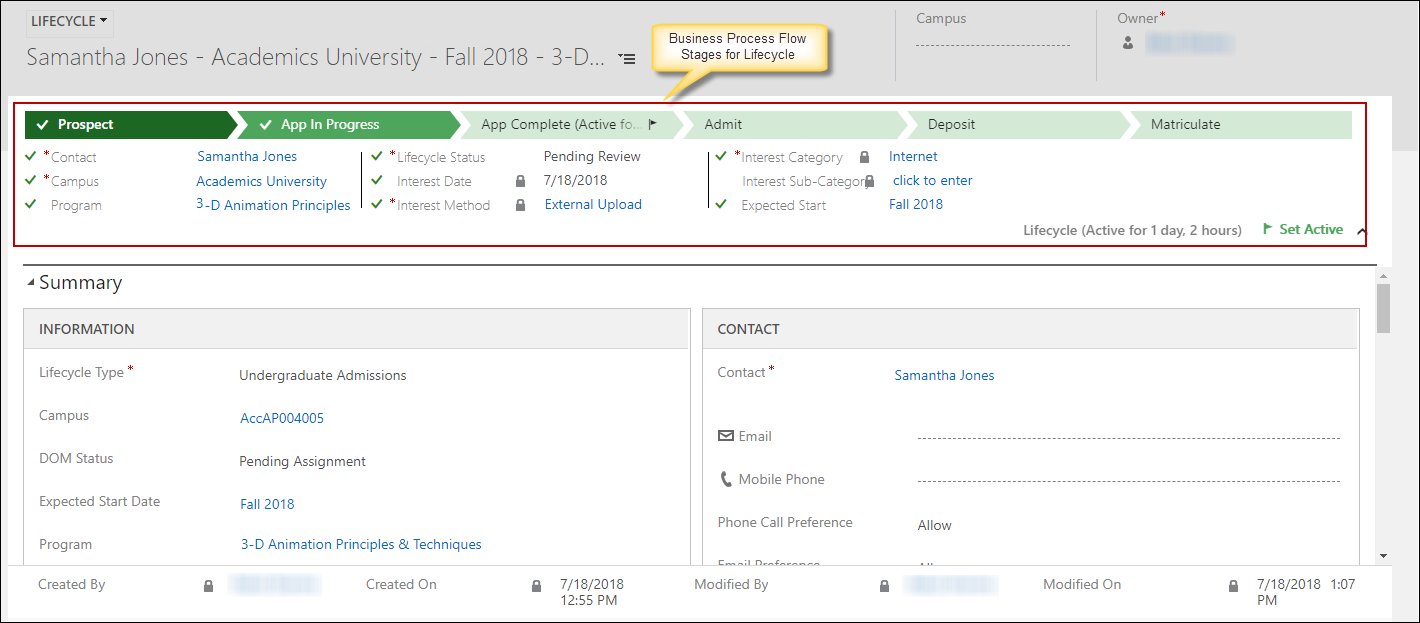 LIFECYCLE
Samantha Jones - Academics University - Fall 2018 - 3-D...
Business Process Flow
Stages for Lifecycle
Campus
Owner*
Prospect
App In Progress
App Complete (Active fo...
Admit
Deposit
Matriculate
*Contact Samantha Jones
*Campus Academics University
Program 3-D Animation Principles
*Lifecycle Status Pending Review
Interest Date 7/18/2018
*Interest Method External Upload
*Interest Category Internet
Interest Sub-Categor click to enter
Expected Start Fall 2018
Lifecycle (Active for 1 day, 2 hours) Set Active
Summary
INFORMATION
Lifecycle Type * Undergraduate Admissions
Campus AccAP004005
DOM Status Pending Assignment
Expected Start Date Fall 2018
Program 3-D Animation Principles & Techniques
CONTACT
Contact * Samantha Jones
Email
Mobile Phone
Phone Call Preference Allow
Email Preference
Created By
Created On 7/18/2018
12:55 PM
Modified By
Modified On 7/18/2018 1:07
PM